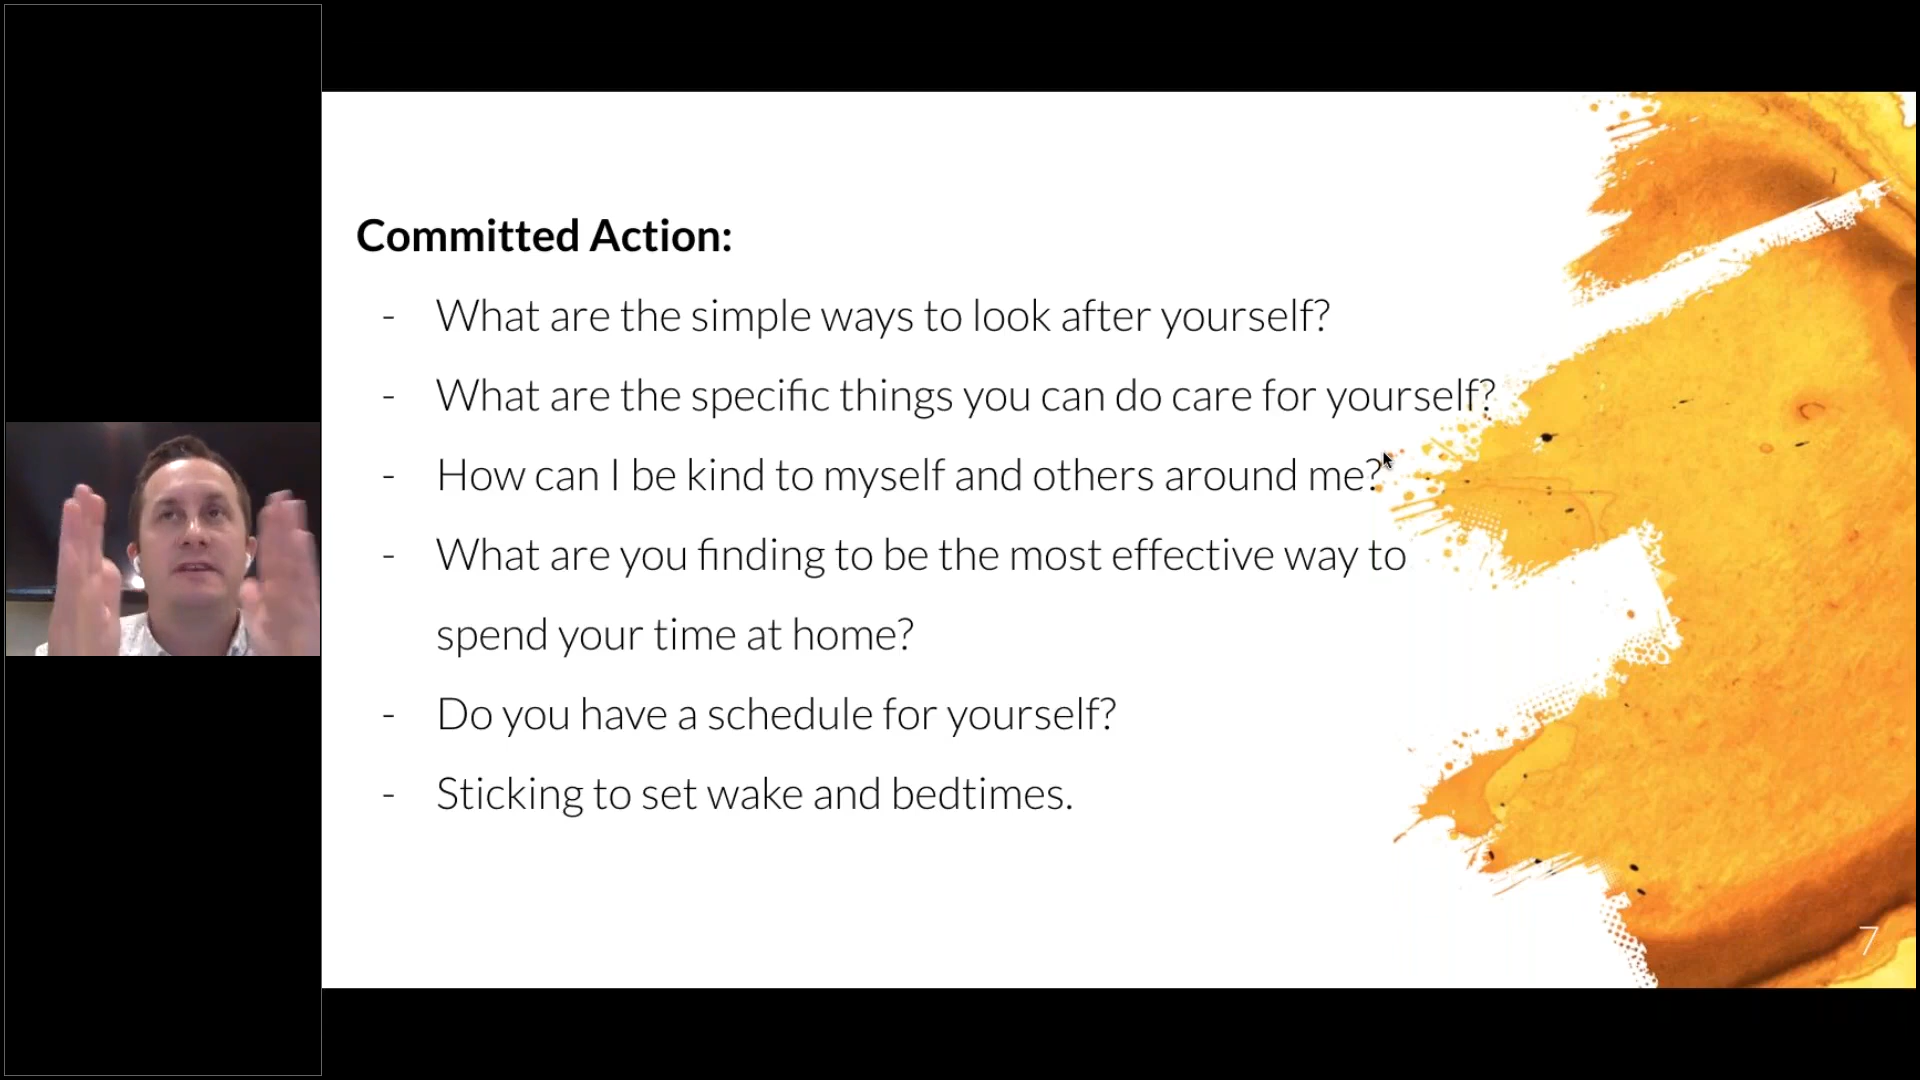 Committed Action:
- What are the simple ways to look after yourself?
- What are the specific things you can do care for yourself?
- How can I be kind to myself and others around me?
- What are you finding to be the most effective way to
spend your time at home?
- Do you have a schedule for yourself?
- Sticking to set wake and bedtimes.
7